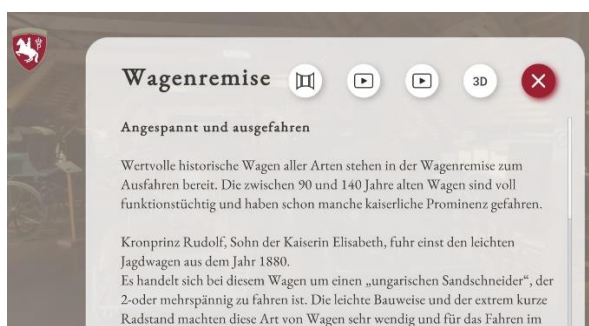 Wagenremise
3D
Angespannt und ausgefahren
Wertvolle historische Wagen aller Arten stehen in der Wagenremise zum
Ausfahren bereit. Die zwischen 90 und 140 Jahre alten Wagen sind voll
funktionstüchtig und haben schon manche kaiserliche Prominenz gefahren.
Kronprinz Rudolf, Sohn der Kaiserin Elisabeth, fuhr einst den leichten
Jagdwagen aus dem Jahr 1880.
Es handelt sich bei diesem Wagen um einen „ungarischen Sandschneider“, der
2-oder mehrspännig zu fahren ist. Die leichte Bauweise und der extrem kurze
Radstand machten diese Art von Wagen sehr wendig und für das Fahren im